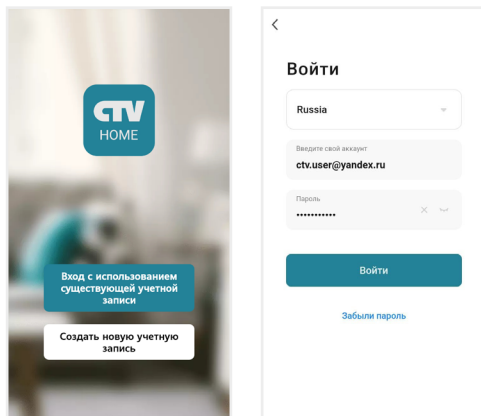 CTV
HOME
Вход с использованием
существующей учетной
записи
Создать новую учетную
запись
Войти
Russia
Введите свой аккаунт
ctv.user@yandex.ru
Пароль
•••••••••••
Войти
Забыли пароль